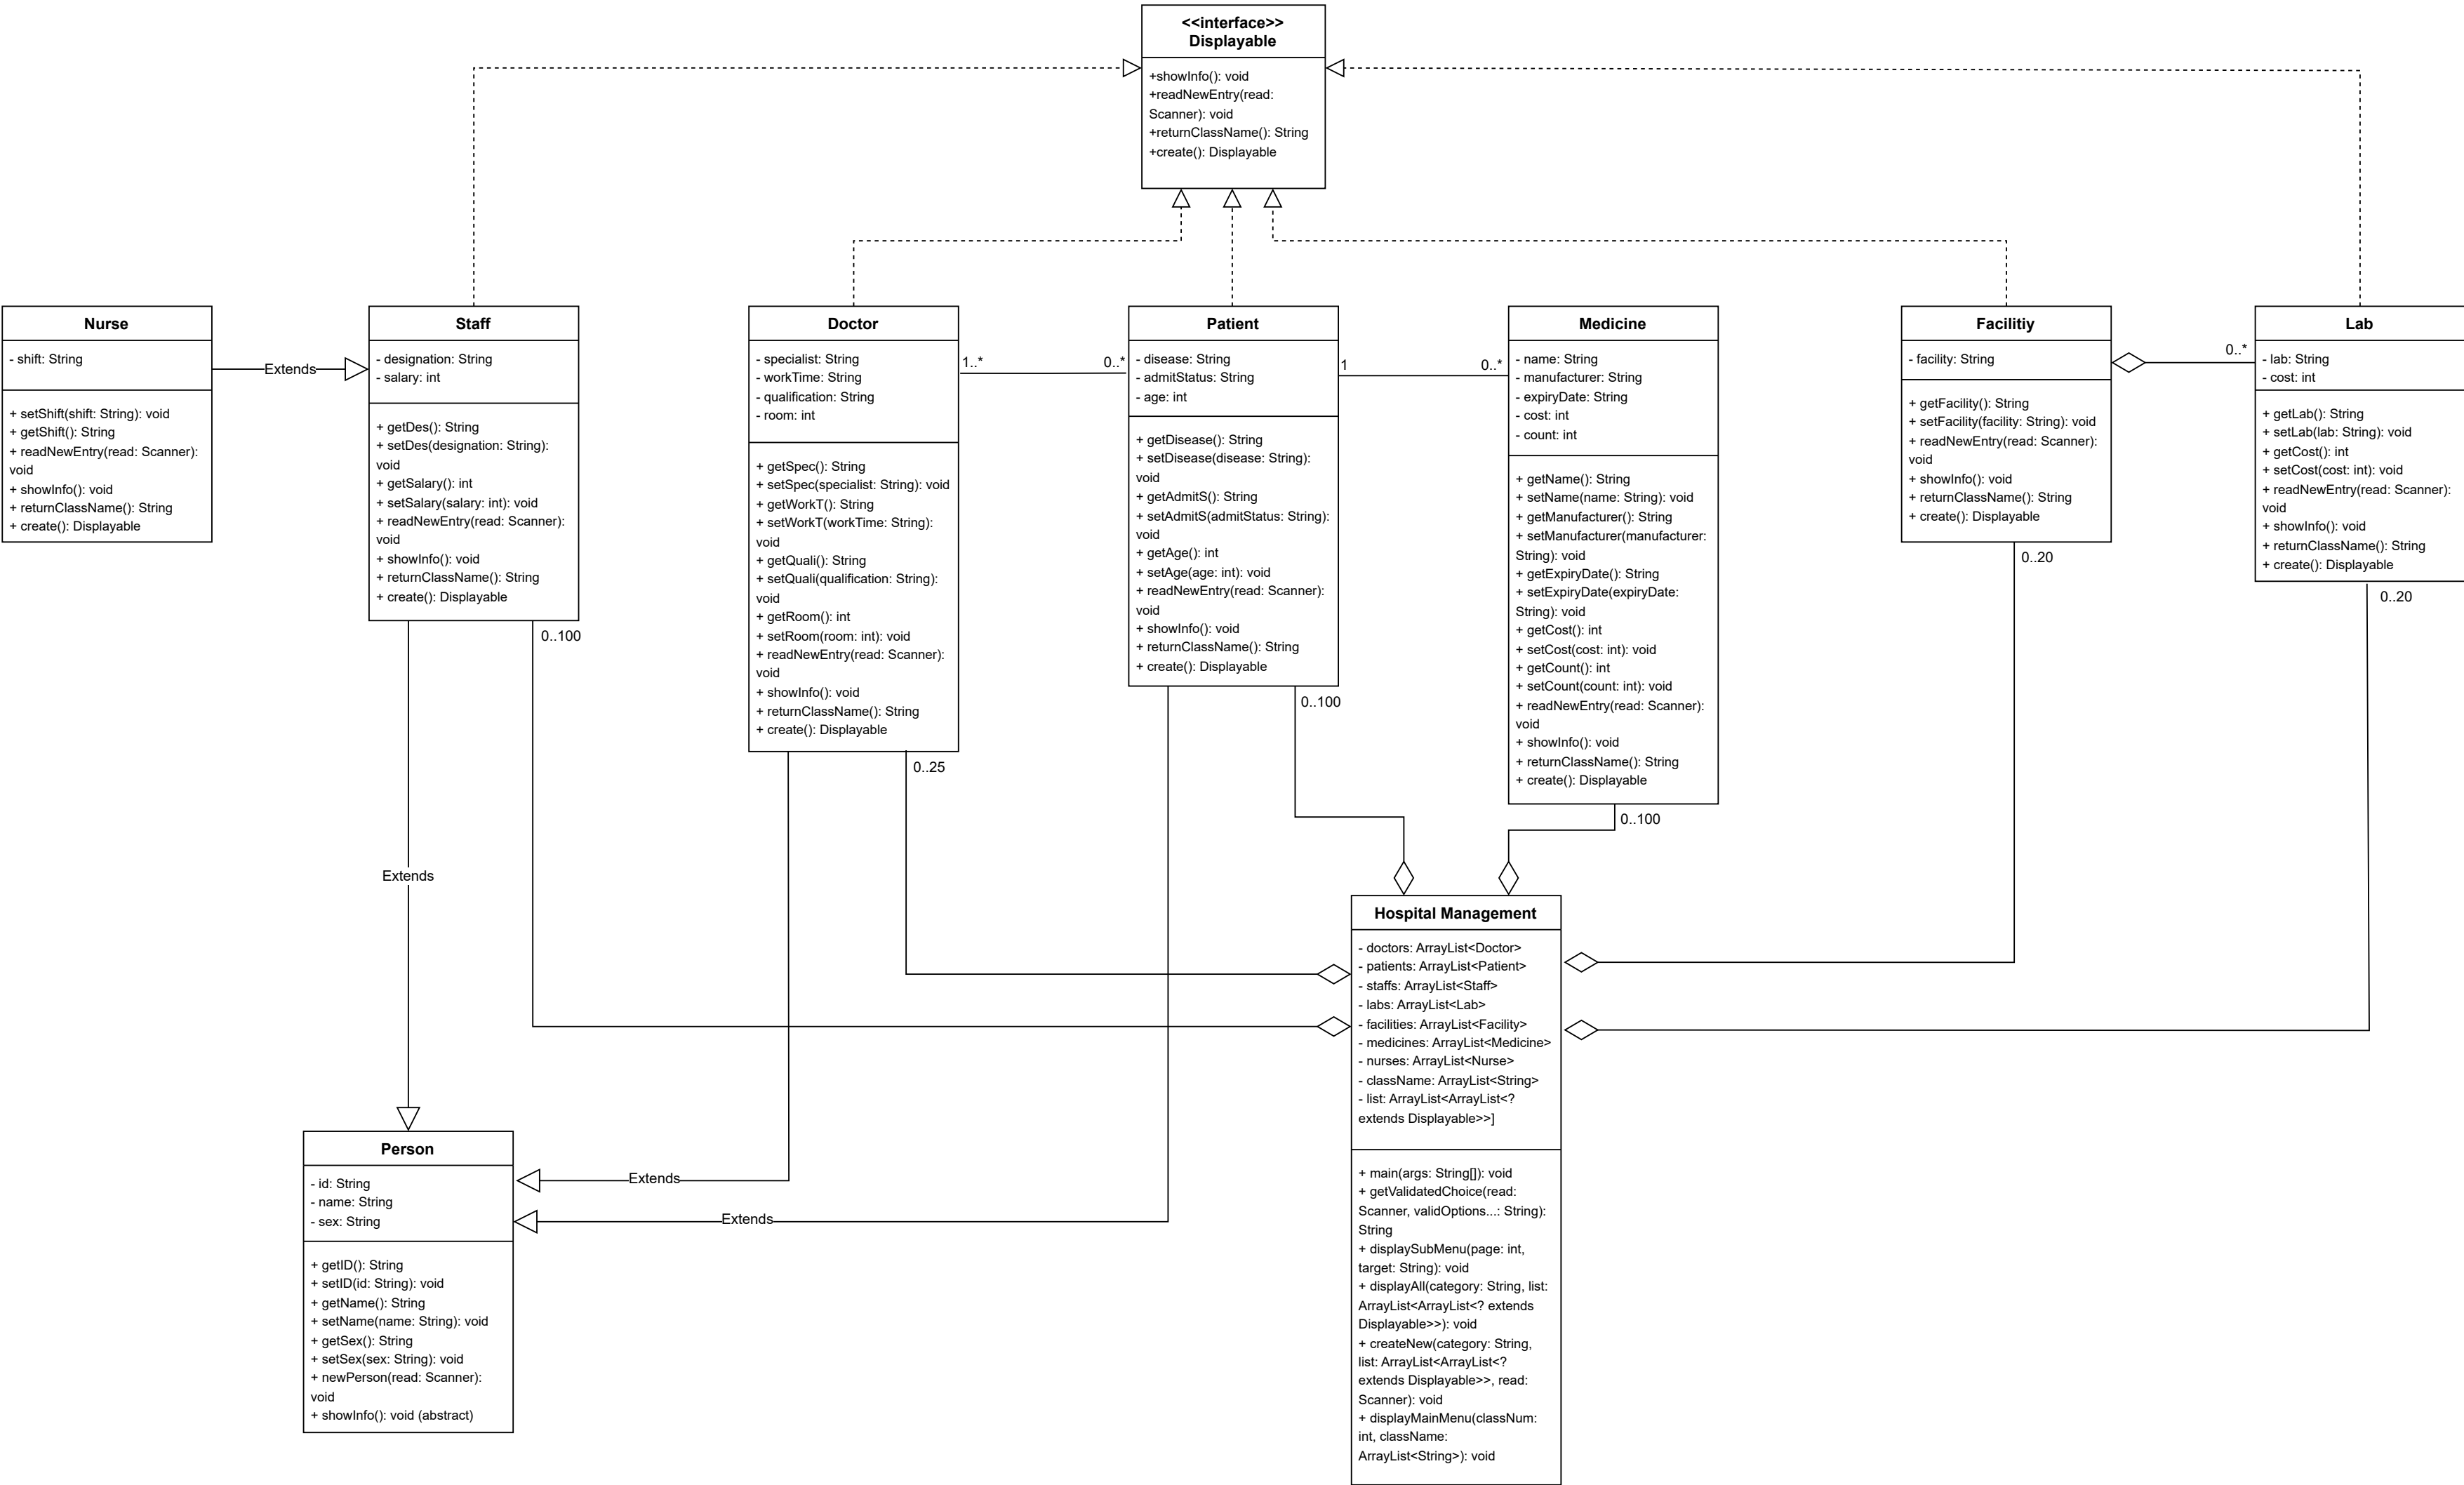 <<interface>>
Displayable
+showInfo(): void
+readNewEntry(read:
Scanner): void
+returnClassName(): String
+create(): Displayable
Nurse
- shift: String
+ setShift(shift: String): void
+ getShift(): String
+ readNewEntry(read: Scanner):
void
+ showInfo(): void
+ returnClassName(): String
+ create(): Displayable
Extends
Staff
- designation: String
- salary: int
+ getDes(): String
+ setDes(designation: String):
void
+ getSalary(): int
+ setSalary(salary: int): void
+ readNewEntry(read: Scanner):
void
+ showInfo(): void
+ returnClassName(): String
+ create(): Displayable
0..100
Doctor
- specialist: String
- workTime: String
- qualification: String
- room: int
+ getSpec(): String
+ setSpec(specialist: String): void
+ getWorkT(): String
+ setWorkT(workTime: String):
void
+ getQuali(): String
+ setQuali(qualification: String):
void
+ getRoom(): int
+ setRoom(room: int): void
+ readNewEntry(read: Scanner):
void
+ showInfo(): void
+ returnClassName(): String
+ create(): Displayable
0..25
1..*
0..*
Patient
- disease: String
- admitStatus: String
- age: int
+ getDisease(): String
+ setDisease(disease: String):
void
+ getAdmitS(): String
+ setAdmitS(admitStatus: String):
void
+ getAge(): int
+ setAge(age: int): void
+ readNewEntry(read: Scanner):
void
+ showInfo(): void
+ returnClassName(): String
+ create(): Displayable
0..100
1
0..*
Medicine
- name: String
- manufacturer: String
- expiryDate: String
- cost: int
- count: int
+ getName(): String
+ setName(name: String): void
+ getManufacturer(): String
+ setManufacturer(manufacturer:
String): void
+ getExpiryDate(): String
+ setExpiryDate(expiryDate:
String): void
+ getCost(): int
+ setCost(cost: int): void
+ getCount(): int
+ setCount(count: int): void
+ readNewEntry(read: Scanner):
void
+ showInfo(): void
+ returnClassName(): String
+ create(): Displayable
0..100
Facilitiy
- facility: String
+ getFacility(): String
+ setFacility(facility: String): void
+ readNewEntry(read: Scanner):
void
+ showInfo(): void
+ returnClassName(): String
+ create(): Displayable
0..20
0..*
Lab
- lab: String
- cost: int
+ getLab(): String
+ setLab(lab: String): void
+ getCost(): int
+ setCost(cost: int): void
+ readNewEntry(read: Scanner):
void
+ showInfo(): void
+ returnClassName(): String
+ create(): Displayable
0..20
Extends
Person
- id: String
- name: String
- sex: String
+ getID(): String
+ setID(id: String): void
+ getName(): String
+ setName(name: String): void
+ getSex(): String
+ setSex(sex: String): void
+ newPerson(read: Scanner):
void
+ showInfo(): void (abstract)
Extends
Extends
Hospital Management
- doctors: ArrayList<Doctor>
- patients: ArrayList<Patient>
- staffs: ArrayList<Staff>
- labs: ArrayList<Lab>
- facilities: ArrayList<Facility>
- medicines: ArrayList<Medicine>
- nurses: ArrayList<Nurse>
- className: ArrayList<String>
- list: ArrayList<ArrayList<?
extends Displayable>>]
+ main(args: String[]): void
+ getValidatedChoice(read:
Scanner, validOptions...: String):
String
+ displaySubMenu(page: int,
target: String): void
+ displayAll(category: String, list:
ArrayList<ArrayList<? extends
Displayable>>): void
+ createNew(category: String,
list: ArrayList<ArrayList<?
extends Displayable>>, read:
Scanner): void
+ displayMainMenu(classNum:
int, className:
ArrayList<String>): void